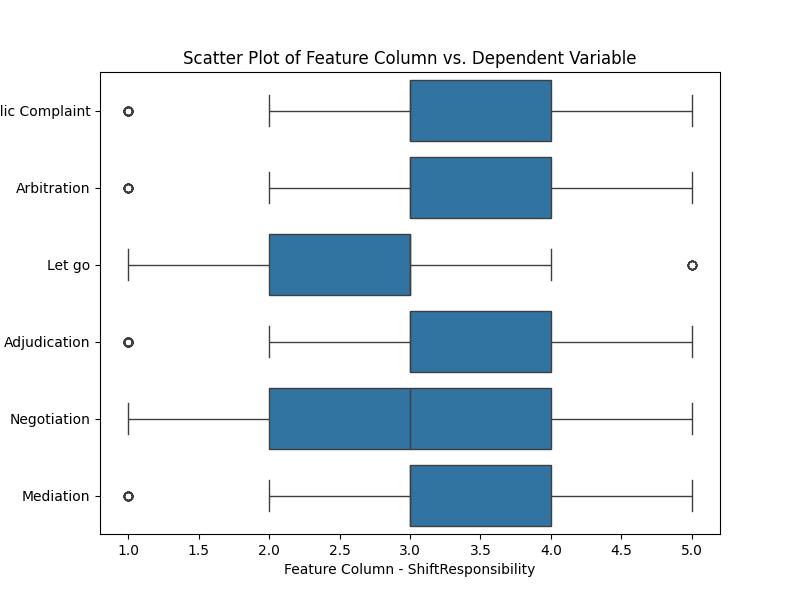 Scatter Plot of Feature Column vs. Dependent Variable
lic Complaint
Arbitration
Let go
Adjudication
Negotiation
Mediation
1.0 1.5 2.0 2.5 3.0 3.5 4.0 4.5 5.0
Feature Column - ShiftResponsibility